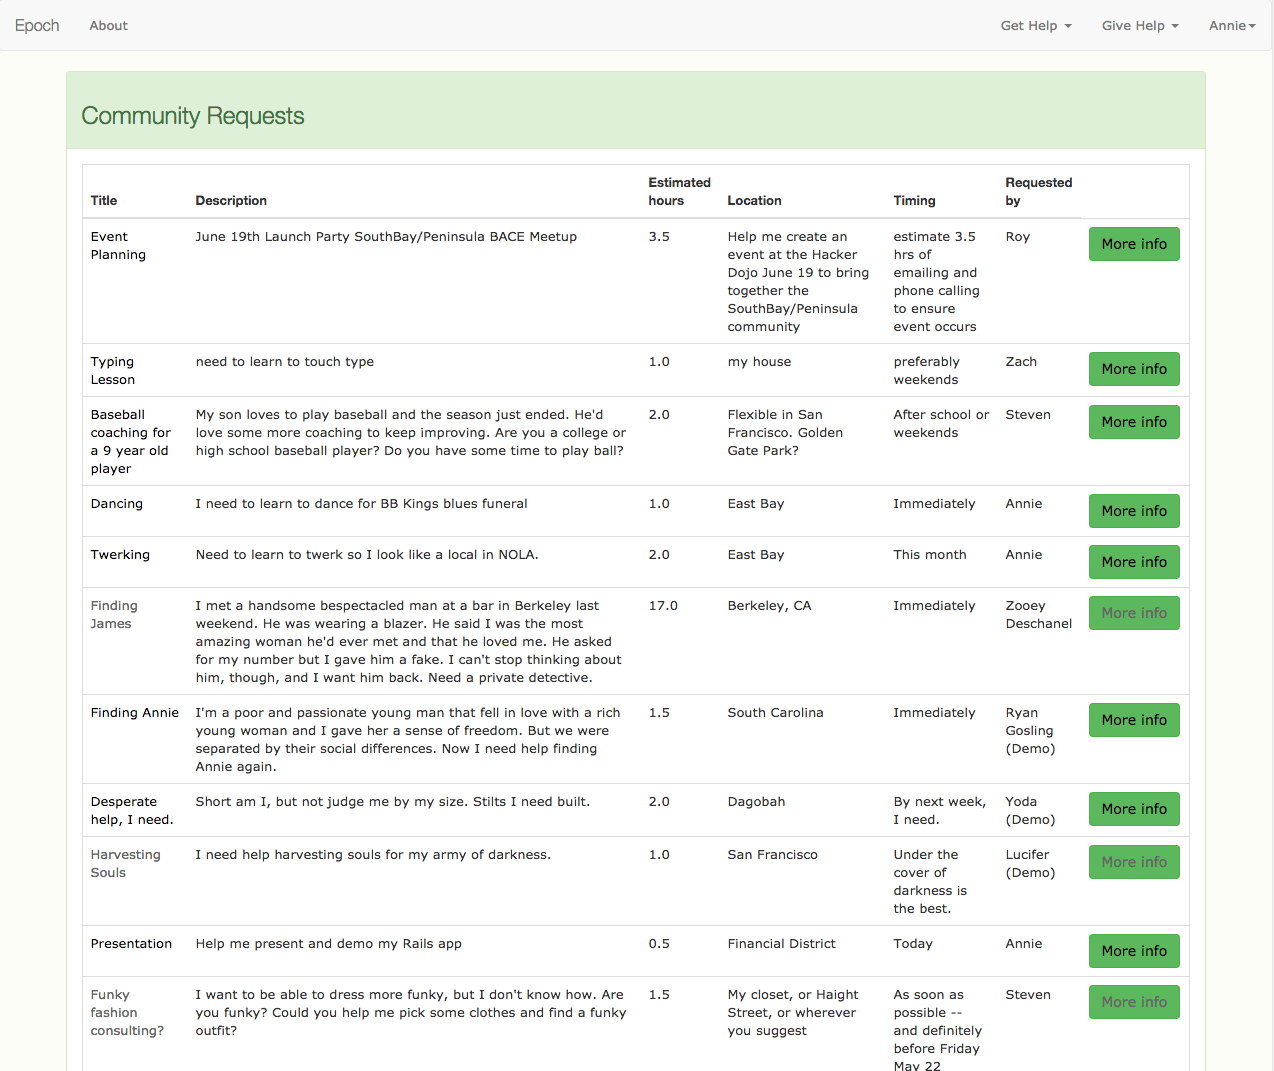 Epoch About Get Help Give Help Annie
Community Requests
Title Description Estimated hours Location Timing Requested by
Event Planning
June 19th Launch Party SouthBay/Peninsula BACE Meetup
3.5
Help me create an
event at the Hacker
Dojo June 19 to bring
together the
SouthBay/Peninsula
community
estimate 3.5
hrs of
emailing and
phone calling
to ensure
event occurs
Roy
More info
Typing
Lesson
need to learn to touch type
1.0
my house
preferably
weekends
Zach
More info
Baseball
coaching for
a 9 year old
player
My son loves to play baseball and the season just ended. He'd
love some more coaching to keep improving. Are you a college or
high school baseball player? Do you have some time to play ball?
2.0
Flexible in San
Francisco. Golden
Gate Park?
After school or
weekends
Steven
More info
Dancing
I need to learn to dance for BB Kings blues funeral
1.0
East Bay
Immediately
Annie
More info
Twerking
Need to learn to twerk so I look like a local in NOLA.
2.0
East Bay
This month
Annie
More info
Finding
James
I met a handsome bespectacled man at a bar in Berkeley last
weekend. He was wearing a blazer. He said I was the most
amazing woman he'd ever met and that he loved me. He asked
for my number but I gave him a fake. I can't stop thinking about
him, though, and I want him back. Need a private detective.
17.0
Berkeley, CA
Immediately
Zooey
Deschanel
More info
Finding Annie
I'm a poor and passionate young man that fell in love with a rich
young woman and I gave her a sense of freedom. But we were
separated by their social differences. Now I need help finding
Annie again.
1.5
South Carolina
Immediately
Ryan
Gosling
(Demo)
More info
Desperate
help, I need.
Short am I, but not judge me by my size. Stilts I need built.
2.0
Dagobah
By next week,
I need.
Yoda
(Demo)
More info
Harvesting
Souls
I need help harvesting souls for my army of darkness.
1.0
San Francisco
Under the
cover of
darkness is
the best.
Lucifer
(Demo)
More info
Presentation
Help me present and demo my Rails app
0.5
Financial District
Today
Annie
More info
Funky
fashion
consulting?
I want to be able to dress more funky, but I don't know how. Are
you funky? Could you help me pick some clothes and find a funky
outfit?
1.5
My closet, or Haight
Street, or wherever
you suggest
As soon as
possible --
and definitely
before Friday
May 22
Steven
More info